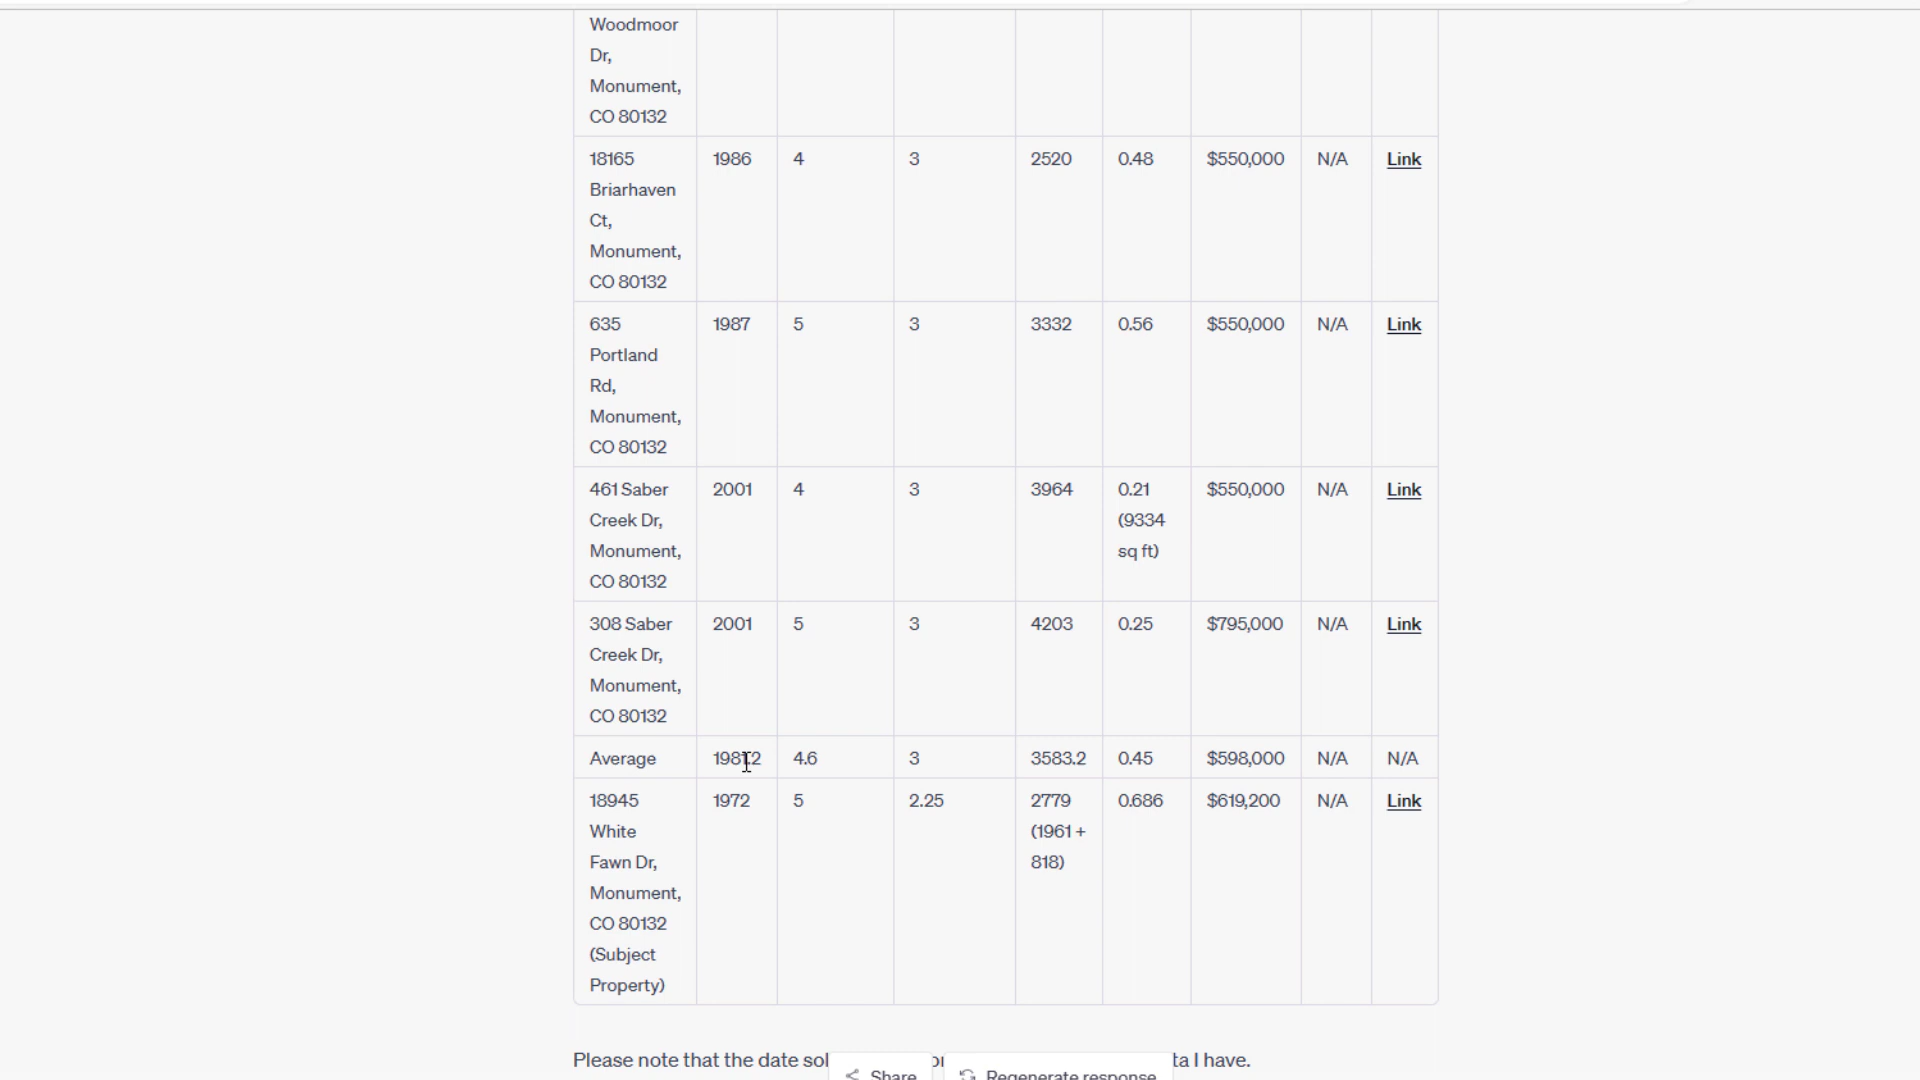 Woodmoor
Dr,
Monument,
CO 80132
18165 1986 4 3 2520 0.48 $550,000 N/A Link
Briarhaven
Ct,
Monument,
CO 80132
635 1987 5 3 3332 0.56 $550,000 N/A Link
Portland
Rd,
Monument,
CO 80132
461 Saber 2001 4 3 3964 0.21 $550,000 N/A Link
Creek Dr, (9334
Monument, sq ft)
CO 80132
308 Saber 2001 5 3 4203 0.25 $795,000 N/A Link
Creek Dr,
Monument,
CO 80132
Average 4.6 3 3583.2 0.45 $598,000 N/A N/A
18945 1972 5 2.25 2779 0.686 $619,200 N/A Link
White (1961 +
Fawn Dr, 818)
Monument,
CO 80132
(Subject
Property)
Please note that the date I have.
Share Regenerate response